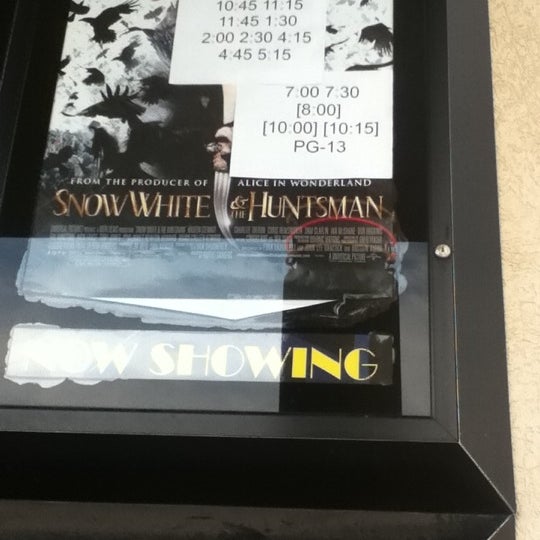 10:45 11:15
11:45 1:30
2:00 2:30 4:15
4:45 5:15
7:00 7:30
[8:00]
[10:00] [10:15]
PG-13
FROM THE PRODUCER OF ALICE IN WONDERLAND
SNOW WHITE & THE HUNTSMAN
NOW SHOWING